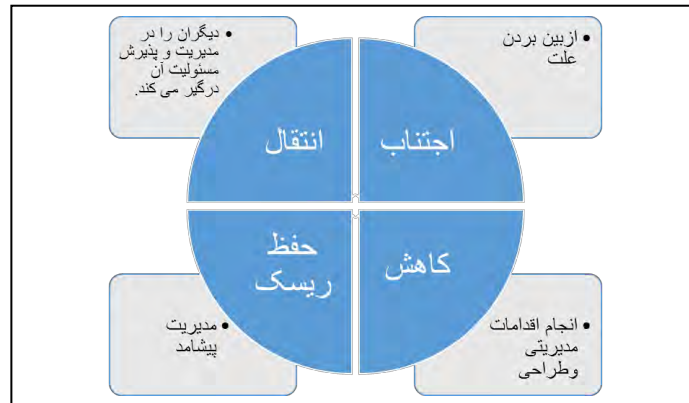 • ازبین بردن
علت
اجتناب
• دیگران را در
مدیریت و پذیرش
مسئولیت آن
درگیر می کند.
انتقال
• انجام اقدامات
مدیریتی
وطراحی
کاهش
• مدیریت
پیشامد
حفظ
ریسک